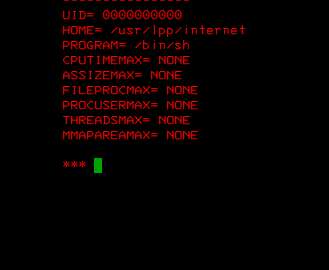 UID= 0000000000
HOME= /usr/lpp/internet
PROGRAM= /bin/sh
CPUTIMEMAX= NONE
ASSIZEMAX= NONE
FILEPROCMAX= NONE
PROCUSERMAX= NONE
THREADSMAX= NONE
MMAPAREAMAX= NONE
***